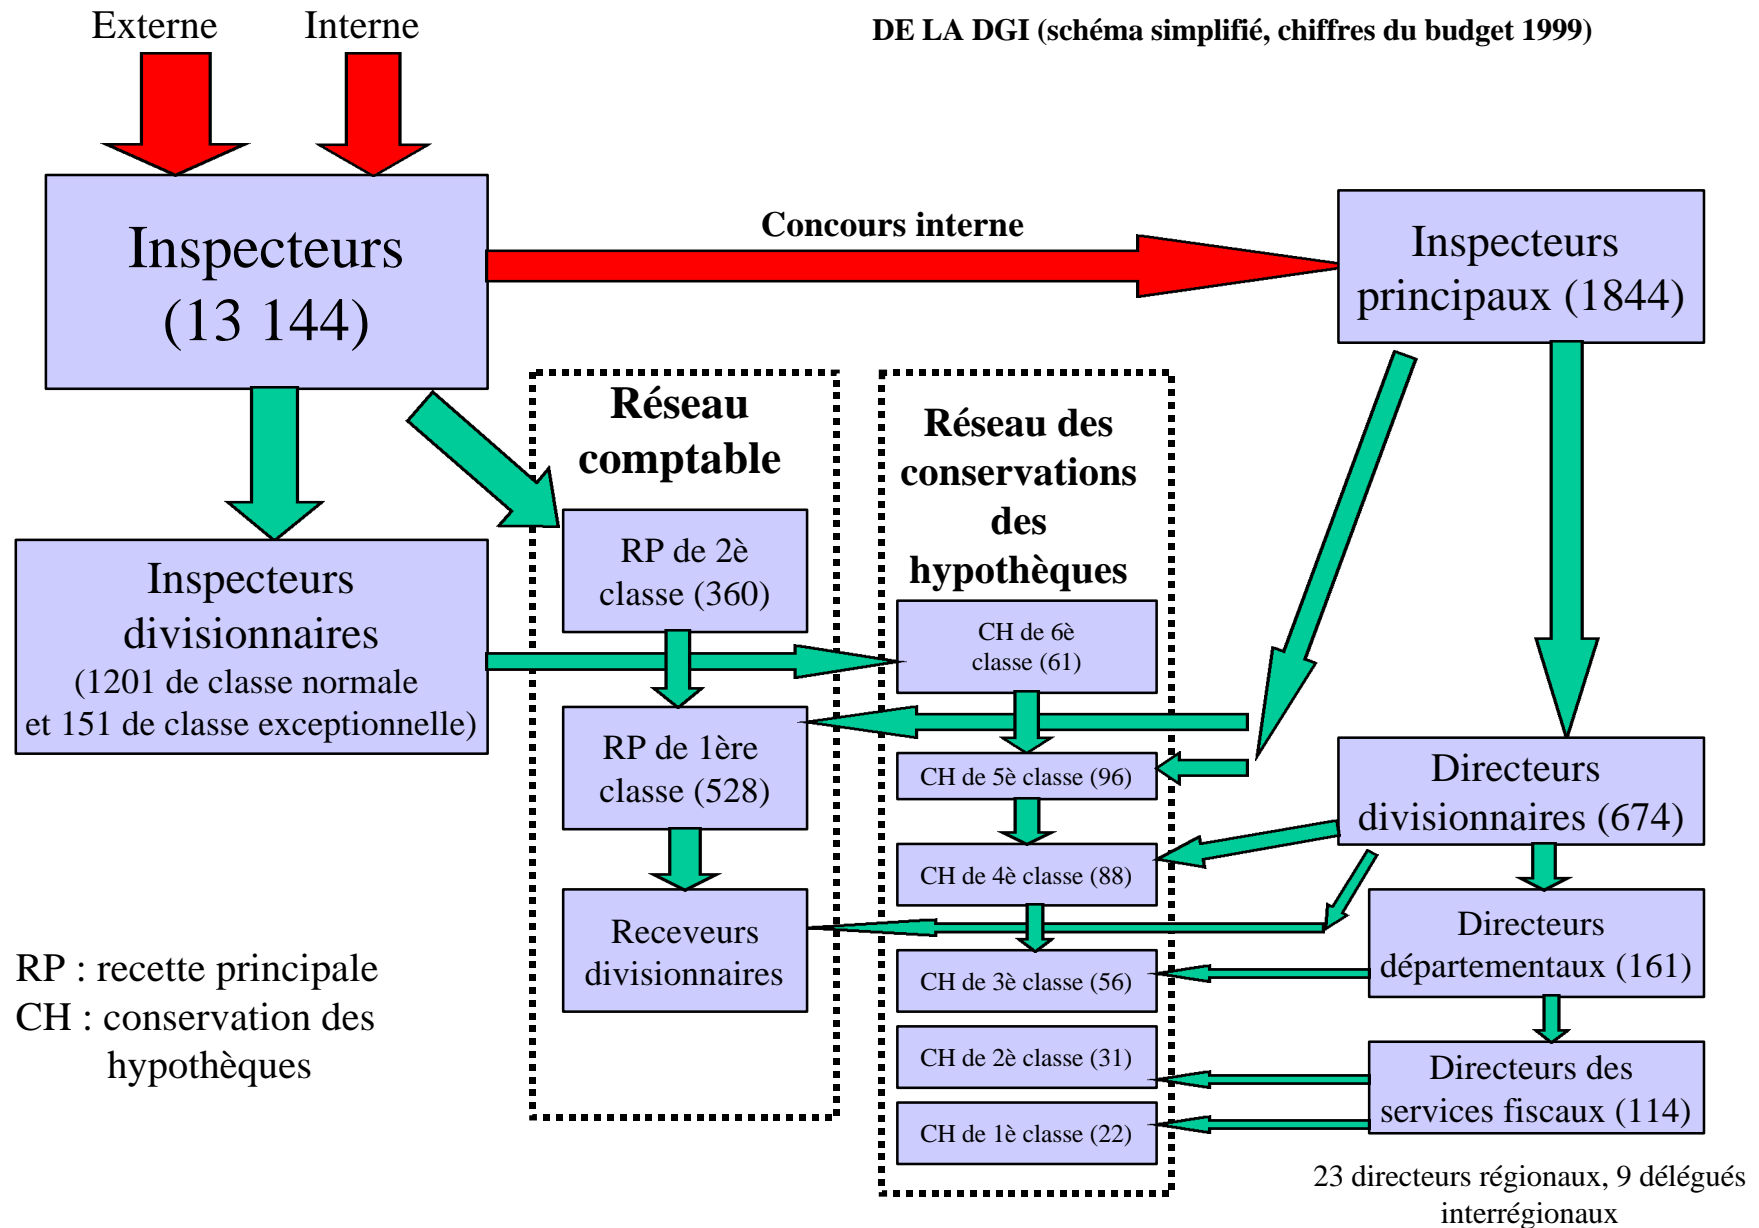 Externe
Interne
DE LA DGI (schéma simplifié, chiffres du budget 1999)
Inspecteurs
(13 144)
Concours interne
Inspecteurs
principaux (1844)
Réseau
comptable
Réseau des
conservations
des
hypothèques
RP de 2è
classe (360)
Inspecteurs
divisionnaires
(1201 de classe normale
et 151 de classe exceptionnelle)
CH de 6è
classe (61)
RP de 1ère
classe (528)
CH de 5è classe (96)
Directeurs
divisionnaires (674)
CH de 4è classe (88)
Receveurs
divisionnaires
Directeurs
départementaux (161)
CH de 3è classe (56)
RP : recette principale
CH : conservation des
hypothèques
CH de 2è classe (31)
Directeurs des
services fiscaux (114)
CH de 1è classe (22)
23 directeurs régionaux, 9 délégués
interrégionaux